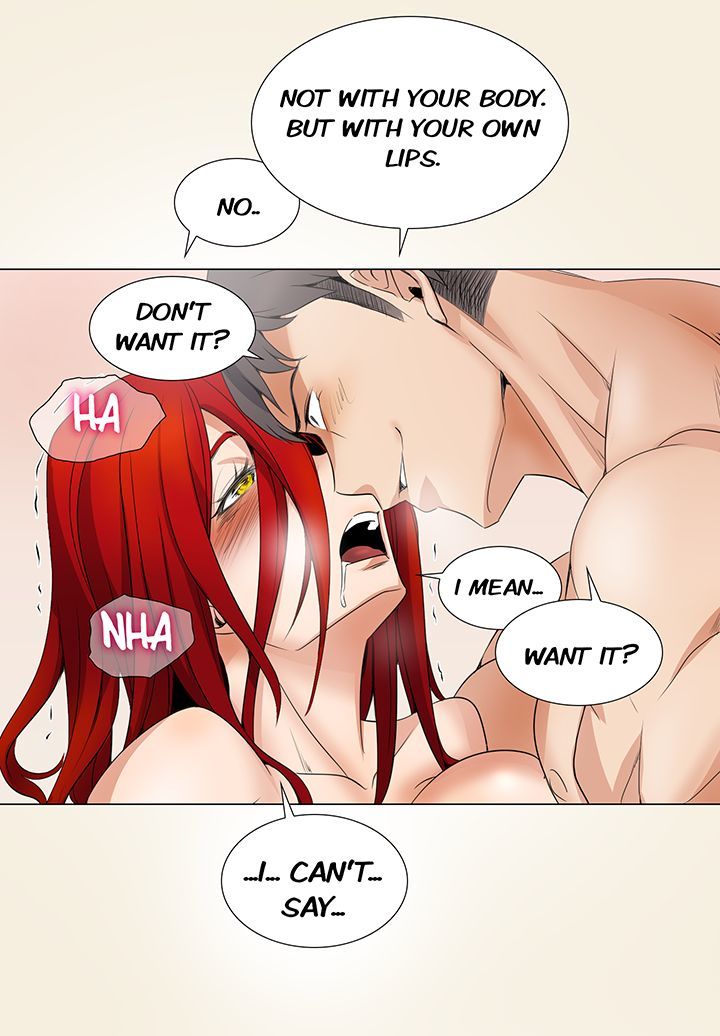 NOT WITH YOUR BODY.
BUT WITH YOUR OWN
LIPS.
NO..
DON'T
WANT IT?
HA
I MEAN...
WANT IT?
NHA
...I... CAN'T...
SAY...